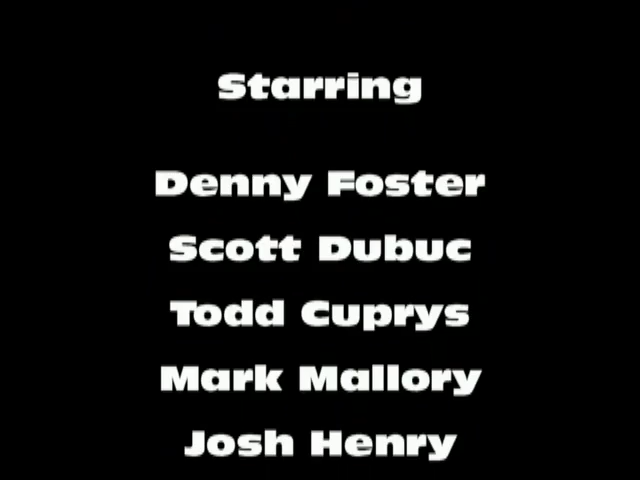 Starring
Denny Foster
Scott Dubuc
Todd Cuprys
Mark Mallory
Josh Henry